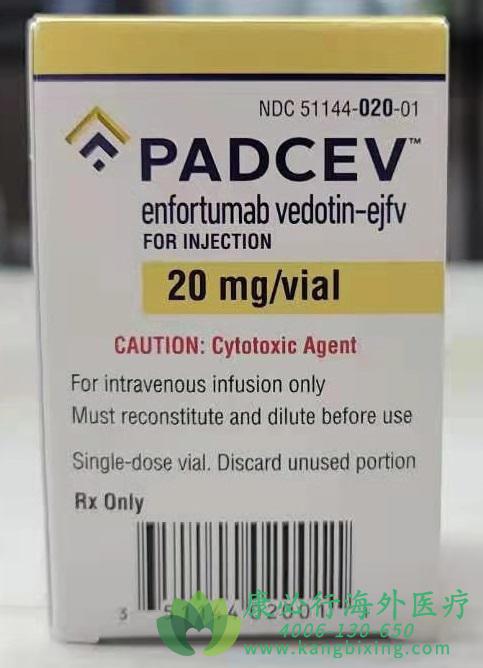 NDC 51144-020-01
PADCEV™
enfortumab vedotin-ejfv
FOR INJECTION
20 mg/vial
CAUTION: Cytotoxic Agent
For intravenous infusion only
Must reconstitute and dilute before use
Single-dose vial. Discard unused portion
Rx Only
康必行海外医疗
4006-130-650
www.kangbixing.com